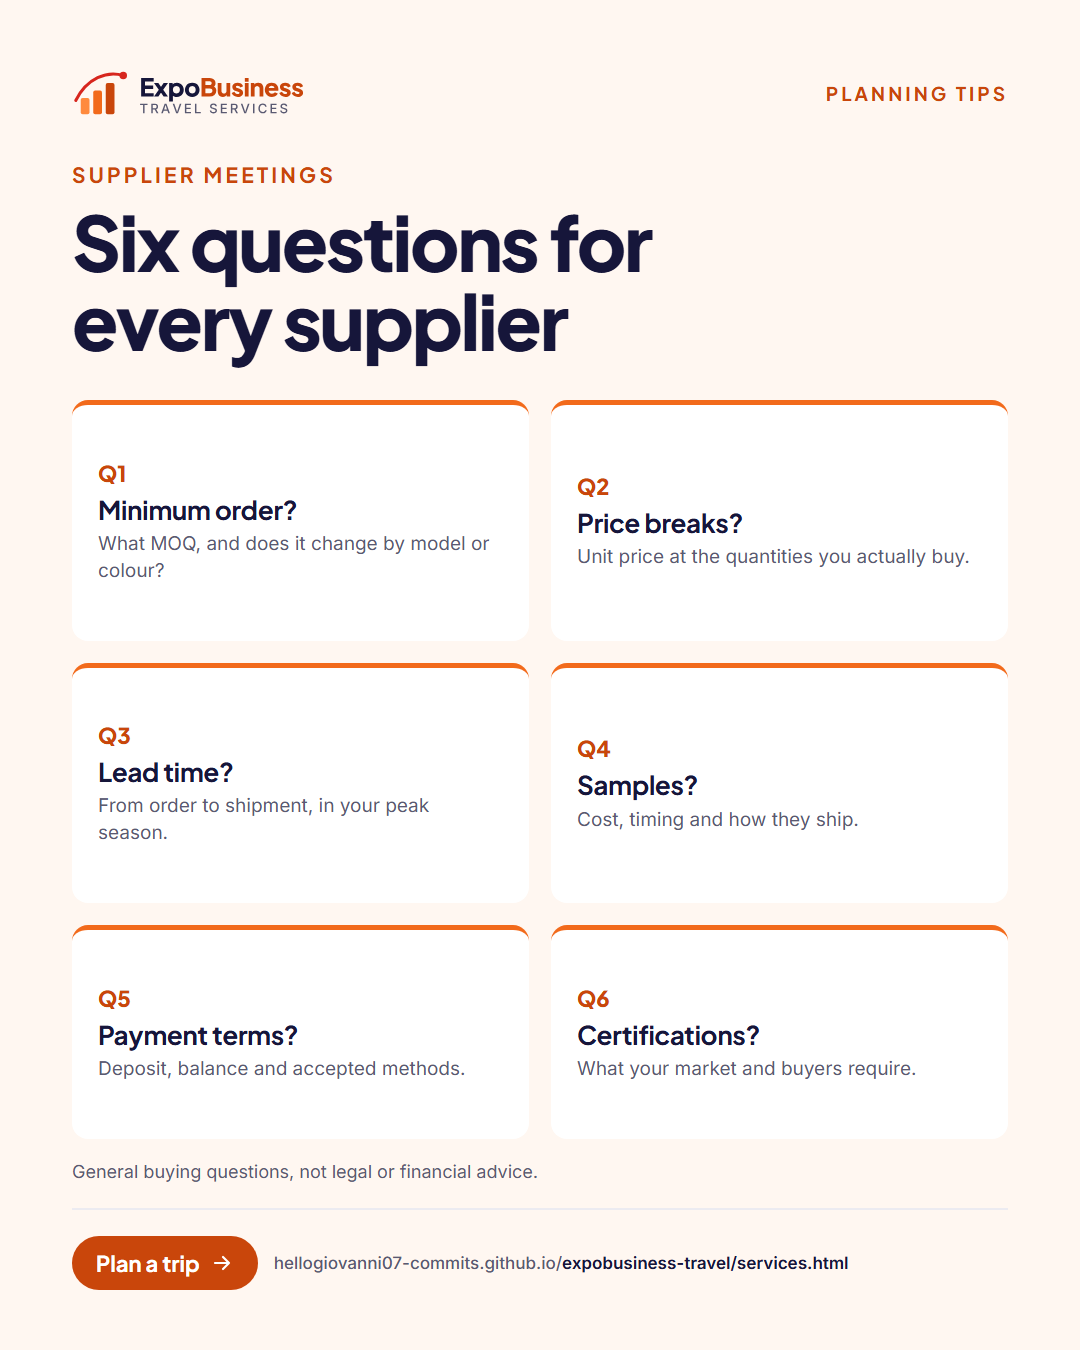 ExpoBusiness
TRAVEL SERVICES
PLANNING TIPS
SUPPLIER MEETINGS
Six questions for
every supplier
Q1
Minimum order?
What MOQ, and does it change by model or
colour?
Q2
Price breaks?
Unit price at the quantities you actually buy.
Q3
Lead time?
From order to shipment, in your peak
season.
Q4
Samples?
Cost, timing and how they ship.
Q5
Payment terms?
Deposit, balance and accepted methods.
Q6
Certifications?
What your market and buyers require.
General buying questions, not legal or financial advice.
Plan a trip →
hellogiovanni07-commits.github.io/expobusiness-travel/services.html